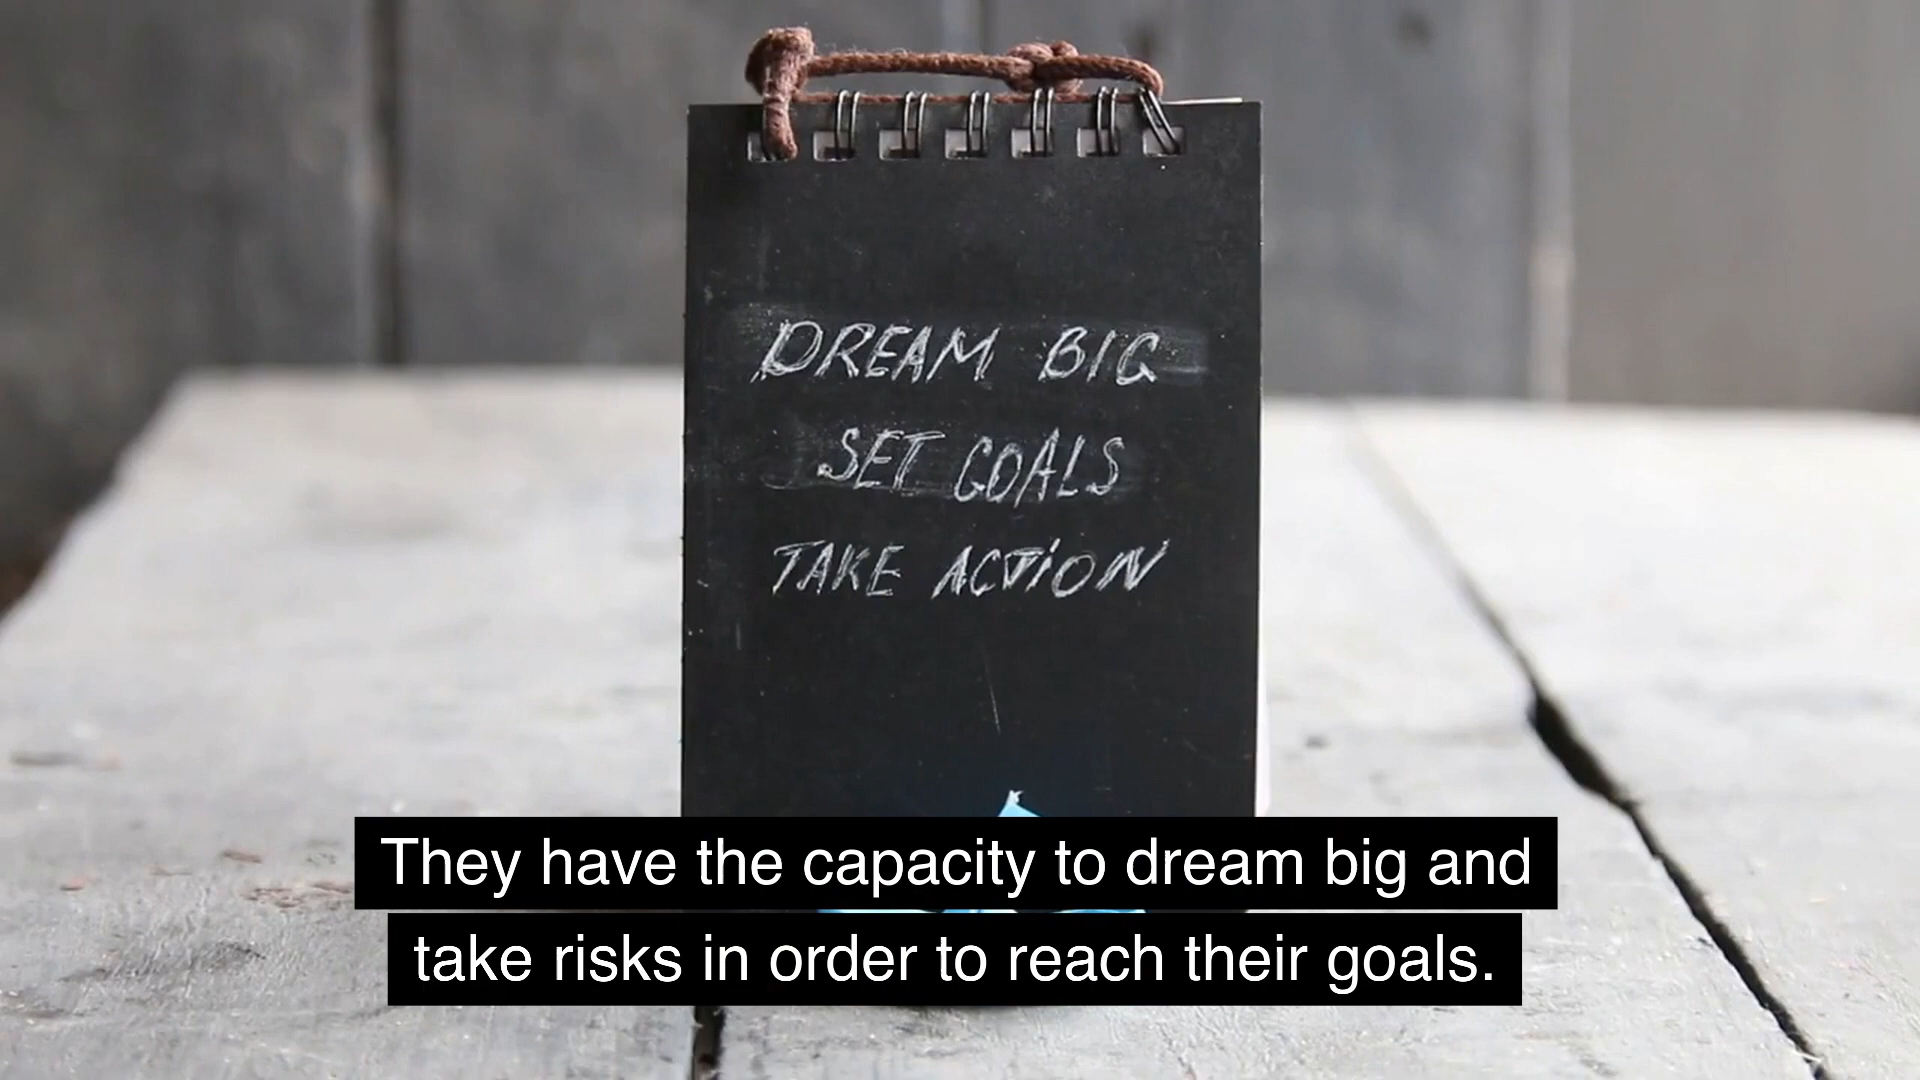 DREAM BIG
SET GOALS
TAKE ACTION
They have the capacity to dream big and
take risks in order to reach their goals.